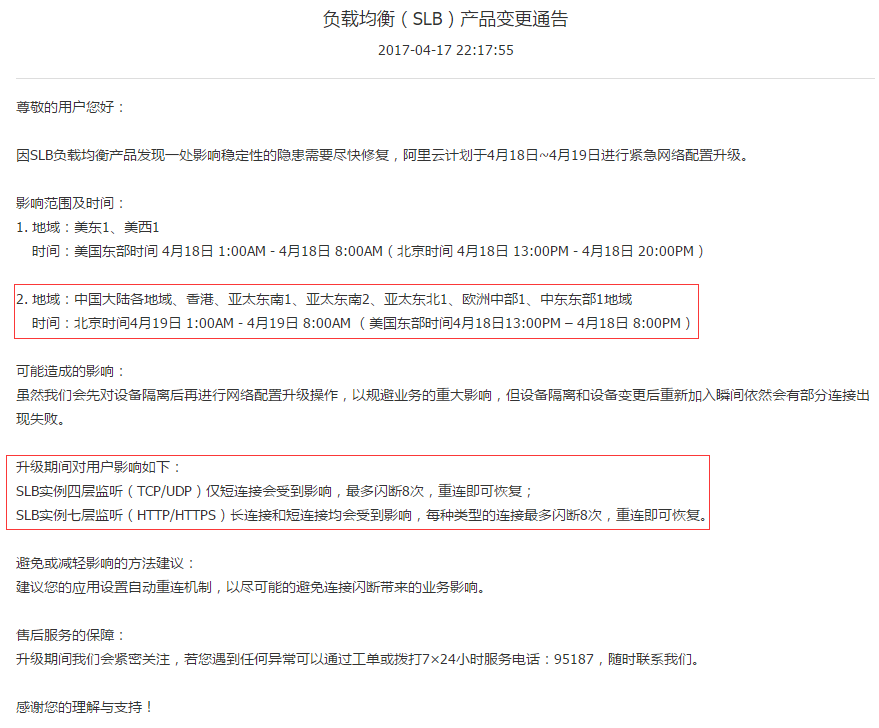 负载均衡（SLB）产品变更通告
2017-04-17 22:17:55
尊敬的用户您好：
因SLB负载均衡产品发现一处影响稳定性的隐患需要尽快修复，阿里云计划于4月18日~4月19日进行紧急网络配置升级。
影响范围及时间：
1. 地域：美东1、美西1
时间：美国东部时间 4月18日 1:00AM - 4月18日 8:00AM（北京时间 4月18日 13:00PM - 4月18日 20:00PM）
2. 地域：中国大陆各地域、香港、亚太东南1、亚太东南2、亚太东北1、欧洲中部1、中东东部1地域
时间：北京时间4月19日 1:00AM - 4月19日 8:00AM （美国东部时间4月18日13:00PM – 4月18日 8:00PM）
可能造成的影响：
虽然我们会先对设备隔离后再进行网络配置升级操作，以规避业务的重大影响，但设备隔离和设备变更后重新加入瞬间依然会有部分连接出
现失败。
升级期间对用户影响如下：
SLB实例四层监听（TCP/UDP）仅短连接会受到影响，最多闪断8次，重连即可恢复；
SLB实例七层监听（HTTP/HTTPS）长连接和短连接均会受到影响，每种类型的连接最多闪断8次，重连即可恢复。
避免或减轻影响的方法建议：
建议您的应用设置自动重连机制，以尽可能的避免连接闪断带来的业务影响。
售后服务的保障：
升级期间我们会紧密关注，若您遇到任何异常可以通过工单或拨打7×24小时服务电话：95187，随时联系我们。
感谢您的理解与支持！